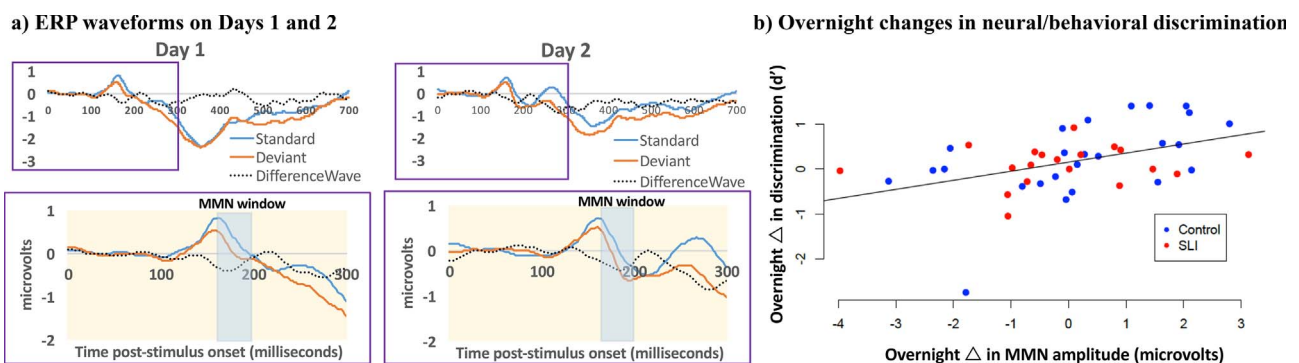 a) ERP waveforms on Days 1 and 2
Day 1
1
0
-1
-2
-3
0
100
200
300
400
500
600
700
Standard
Deviant
DifferenceWave
Day 2
1
0
-1
-2
-3
0
100
200
300
400
500
600
700
Standard
Deviant
DifferenceWave
MMN window
microvolts
1
0
-1
-2
0
100
200
300
Time post-stimulus onset (milliseconds)
MMN window
microvolts
1
0
-1
-2
0
100
200
300
Time post-stimulus onset (milliseconds)
b) Overnight changes in neural/behavioral discrimination
Overnight △ in discrimination (d’)
1
0
-1
-2
Control
SLI
-4
-3
-2
-1
0
1
2
3
Overnight △ in MMN amplitude (microvolts)